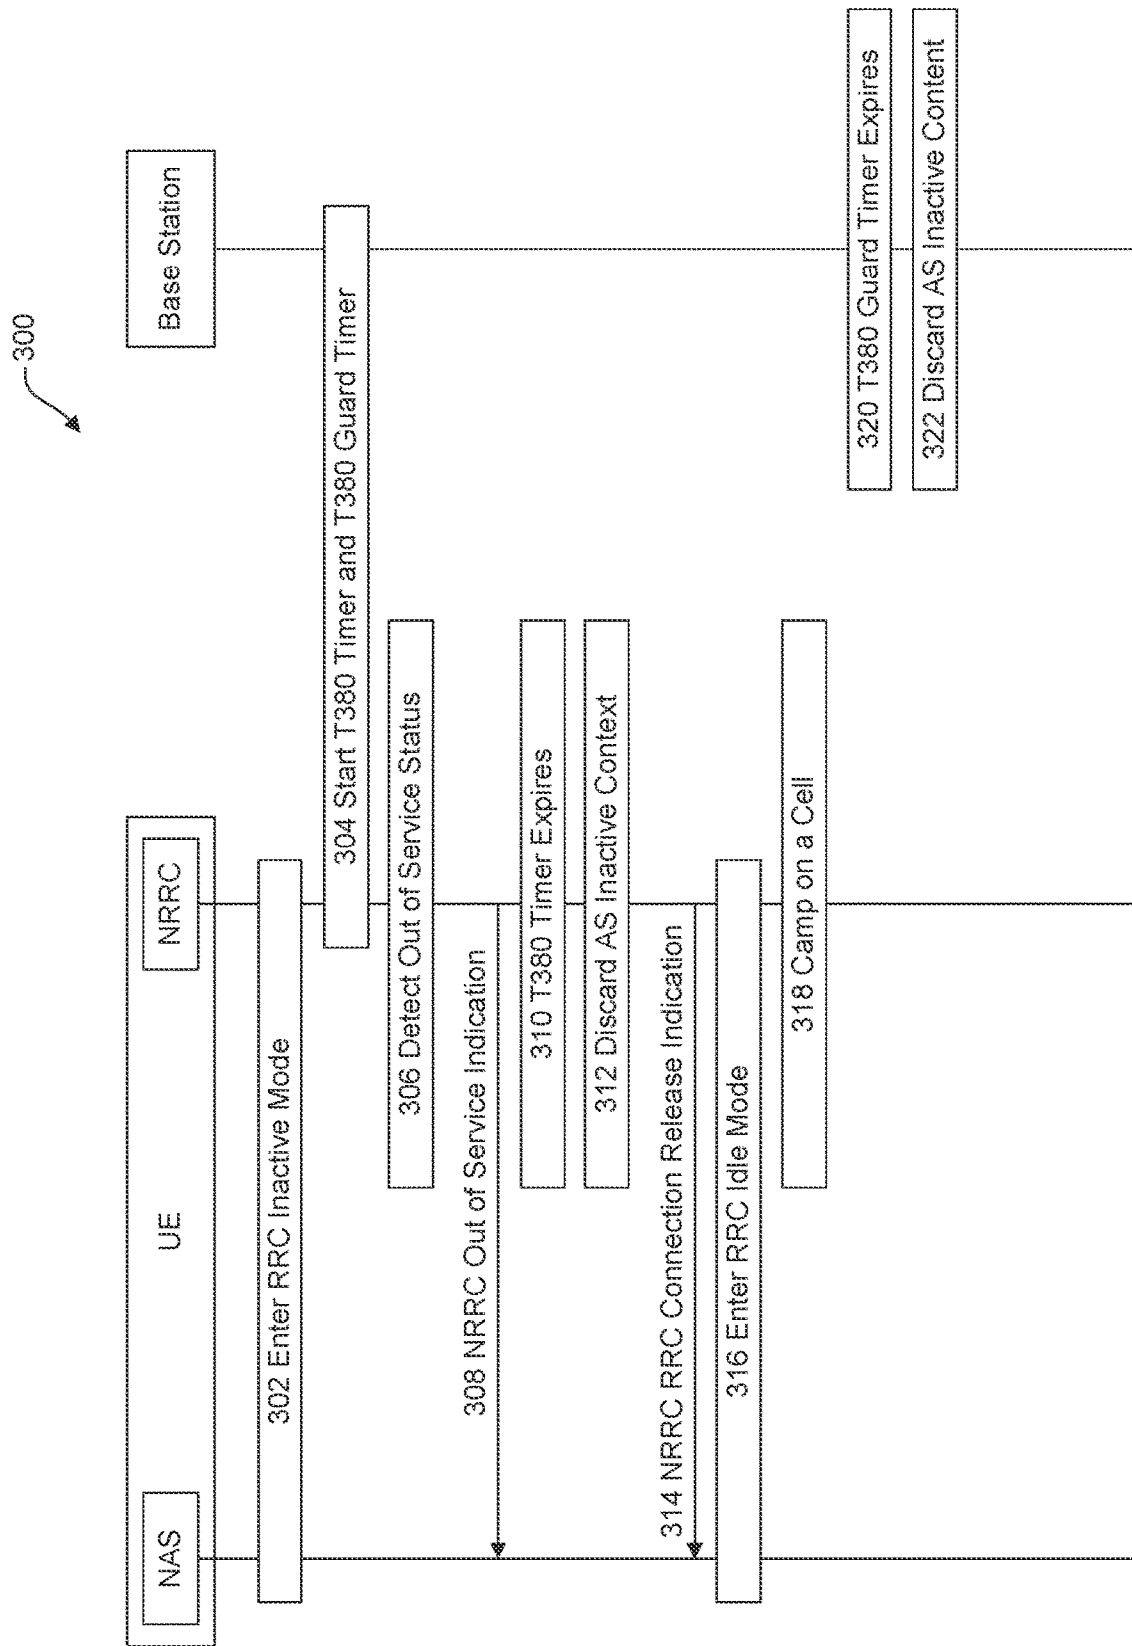 300
UE
Base Station
NAS
NRRC
302 Enter RRC Inactive Mode
304 Start T380 Timer and T380 Guard Timer
306 Detect Out of Service Status
308 NRRC Out of Service Indication
310 T380 Timer Expires
312 Discard AS Inactive Context
314 NRRC RRC Connection Release Indication
316 Enter RRC Idle Mode
318 Camp on a Cell
320 T380 Guard Timer Expires
322 Discard AS Inactive Content